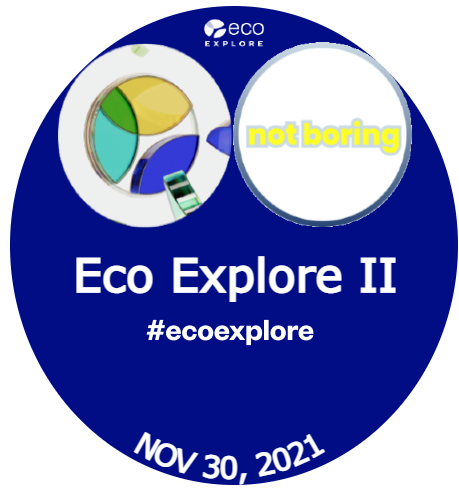 eco
EXPLORE
not boring
Eco Explore II
#ecoexplore
NOV 30, 2021